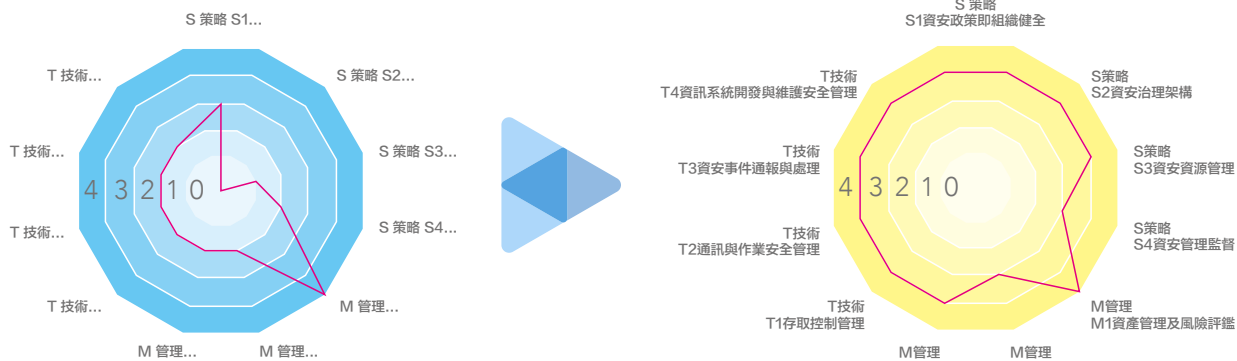 S 策略 S1...
T 技術...
S 策略 S2...
T 技術...
S 策略 S3...
4 3 2 1 0
T 技術...
S 策略 S4...
T 技術...
M 管理...
M 管理...
M 管理...
S 策略
S1資安政策即組織健全
T技術
T4資訊系統開發與維護安全管理
S策略
S2資安治理架構
T技術
T3資安事件通報與處理
S策略
S3資安資源管理
4 3 2 1 0
T技術
T2通訊與作業安全管理
S策略
S4資安管理監督
T技術
T1存取控制管理
M管理
M1資產管理及風險評鑑
M管理
M管理